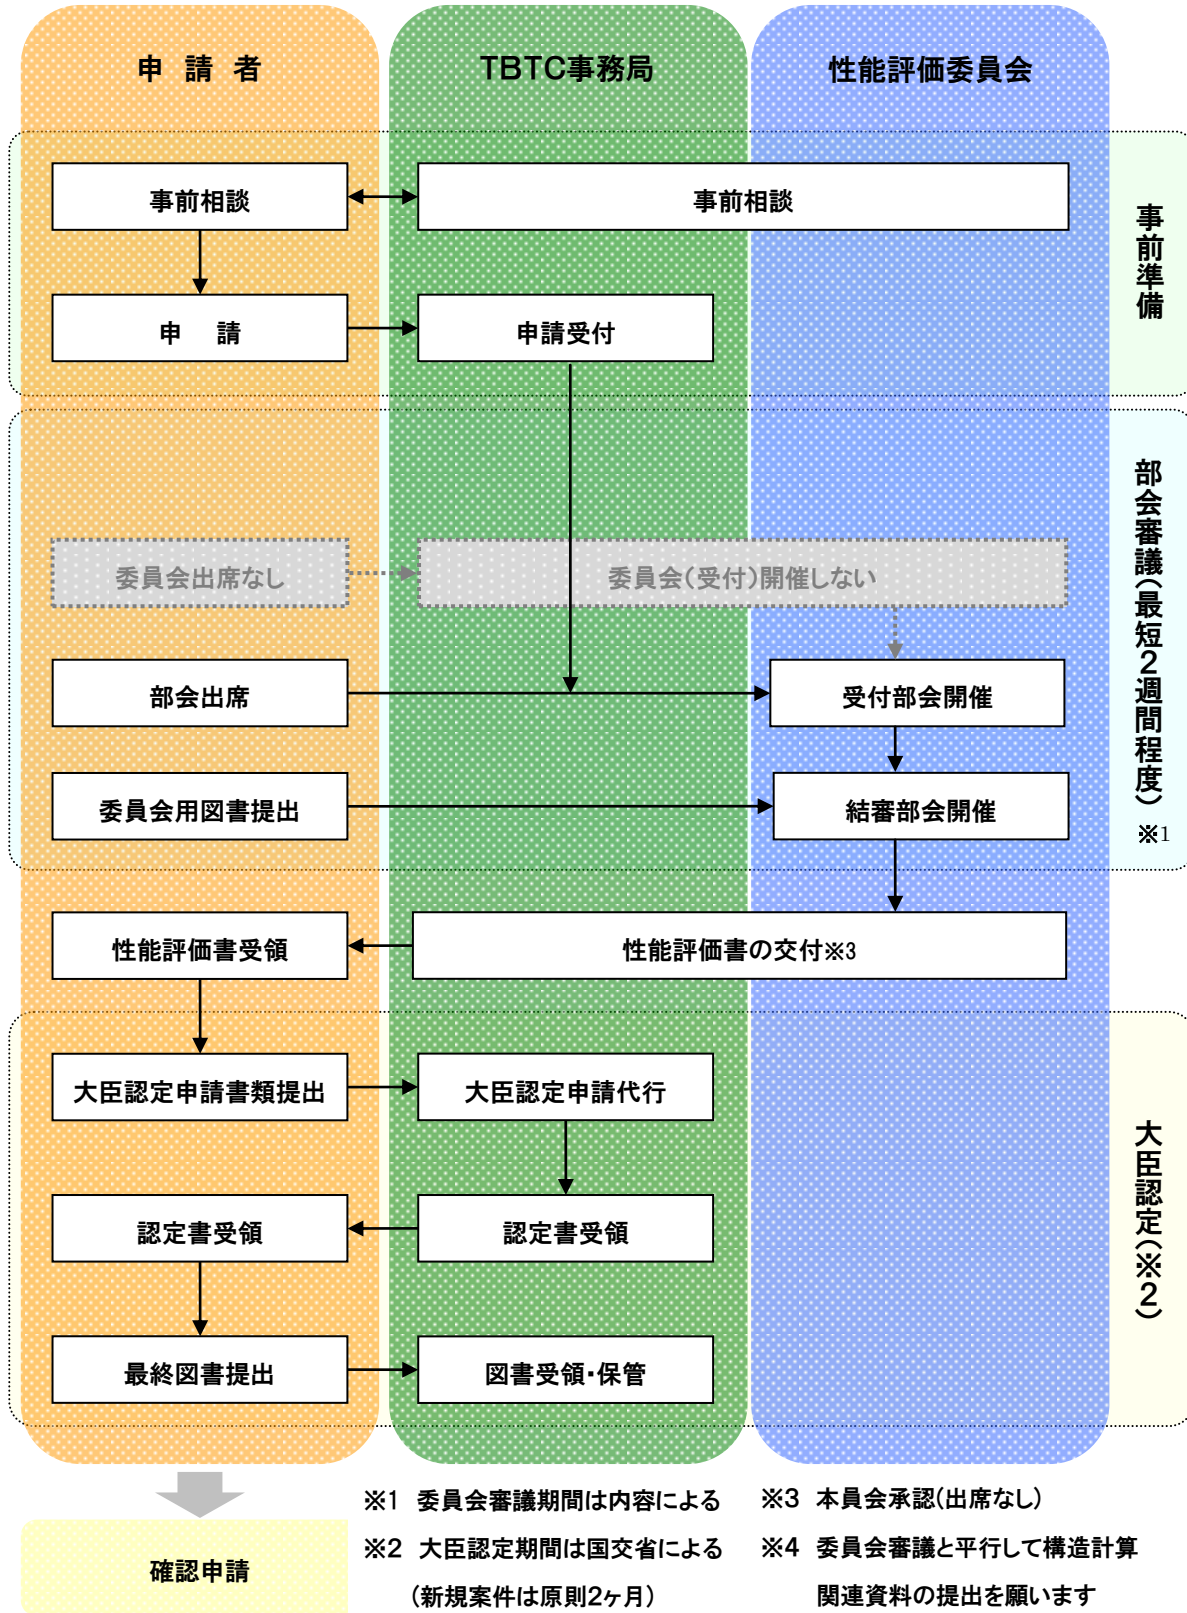 申 請 者
TBTC事務局
性能評価委員会
事前相談
事前相談
事前準備
申 請
申請受付
部会審議(最短2週間程度)
※1
委員会出席なし
委員会(受付)開催しない
部会出席
受付部会開催
委員会用図書提出
結審部会開催
性能評価書受領
性能評価書の交付※3
大臣認定申請書類提出
大臣認定申請代行
大臣認定(※2)
認定書受領
認定書受領
最終図書提出
図書受領・保管
確認申請
※1 委員会審議期間は内容による
※2 大臣認定期間は国交省による
(新規案件は原則2ヶ月)
※3 本員会承認(出席なし)
※4 委員会審議と平行して構造計算
関連資料の提出を願います